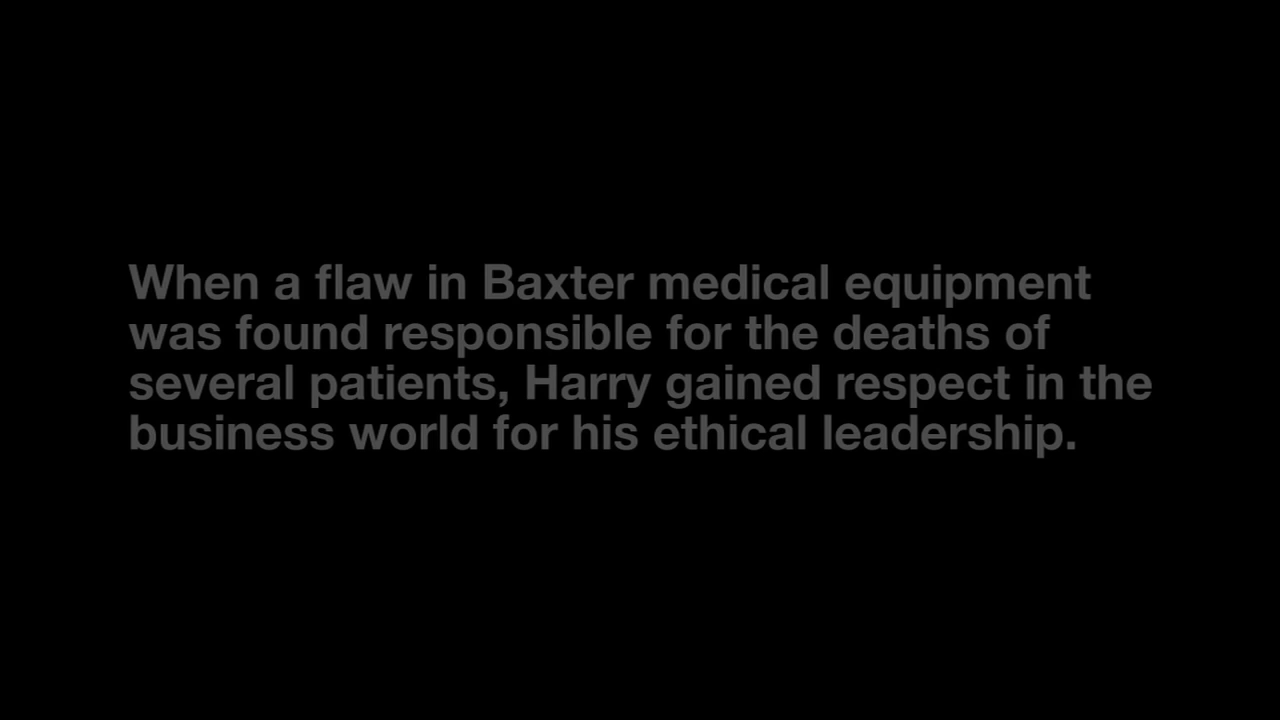 When a flaw in Baxter medical equipment
was found responsible for the deaths of
several patients, Harry gained respect in the
business world for his ethical leadership.